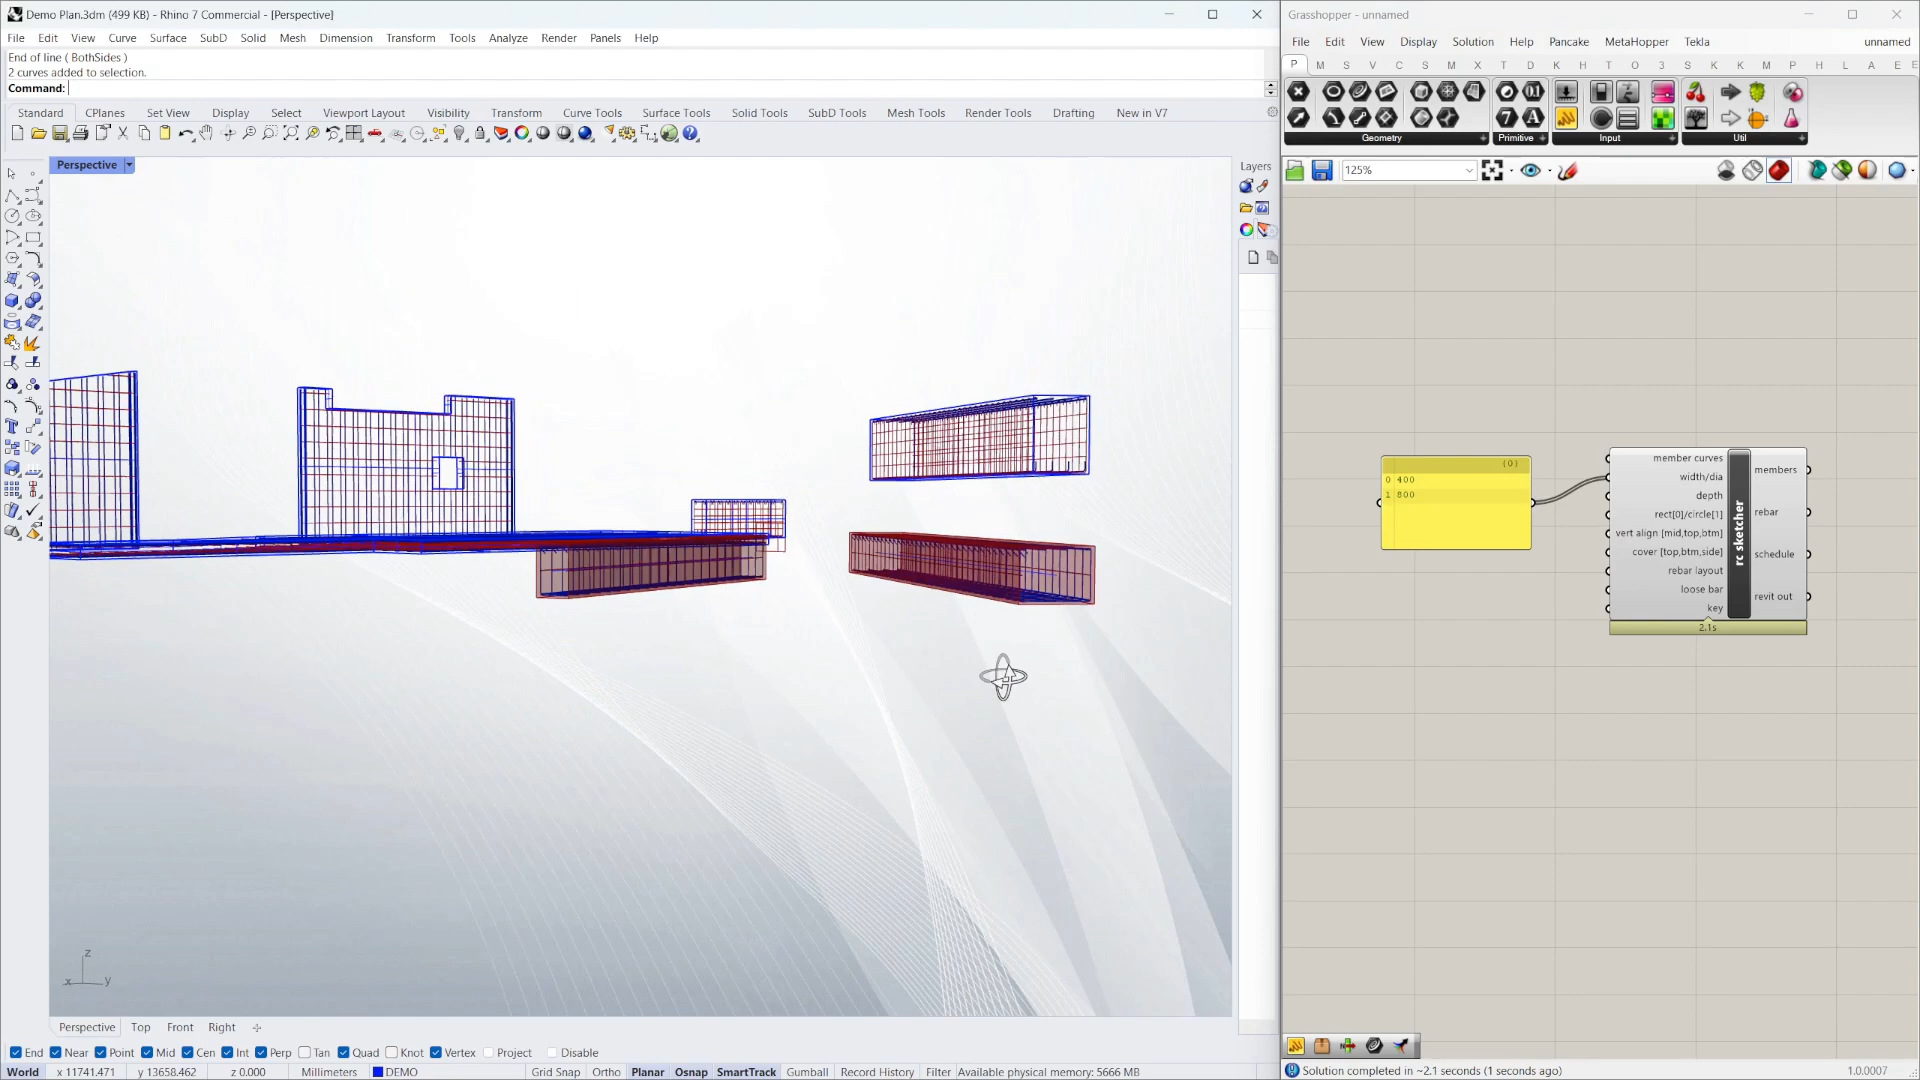 Demo Plan.3dm (499 KB) - Rhino 7 Commercial - [Perspective]
File Edit View Curve Surface SubD Solid Mesh Dimension Transform Tools Analyze Render Panels Help
End of line ( BothSides )
2 curves added to selection.
Command:
Standard CPlanes Set View Display Select Viewport Layout Visibility Transform Curve Tools Surface Tools Solid Tools SubD Tools Mesh Tools Render Tools Drafting New in V7
Perspective
Layers
z
x y
Perspective Top Front Right
End Near Point Mid Cen Int Perp Tan Quad Knot Vertex Project Disable
World x 11741.471 y 13658.462 z 0.000 Millimeters DEMO Grid Snap Ortho Planar Osnap SmartTrack Gumball Record History Filter Available physical memory: 5666 MB
Grasshopper - unnamed
File Edit View Display Solution Help Pancake MetaHopper Tekla unnamed
P M S V C S M X T D K H T O 3 S K K M P H L A E E
Geometry Primitive Input Util
125%
{0}
0 400
1 800
member curves
width/dia
depth
rect[0]/circle[1]
vert align [mid,top,btm]
cover [top,btm,side]
rebar layout
loose bar
key
rc sketcher
members
rebar
schedule
revit out
2.1s
Solution completed in ~2.1 seconds (1 seconds ago) 1.0.0007